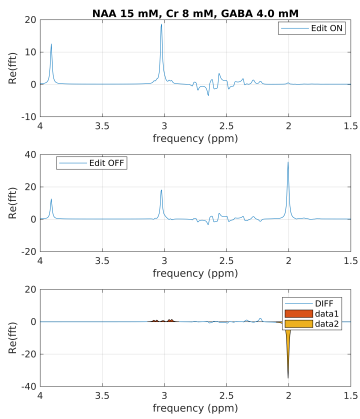 NAA 15 mM, Cr 8 mM, GABA 4.0 mM
20
10
0
-10
Re(fft)
Edit ON
4 3.5 3 2.5 2 1.5
frequency (ppm)
40
20
0
-20
Re(fft)
Edit OFF
4 3.5 3 2.5 2 1.5
frequency (ppm)
20
0
-20
-40
Re(fft)
DIFF
data1
data2
4 3.5 3 2.5 2 1.5
frequency (ppm)